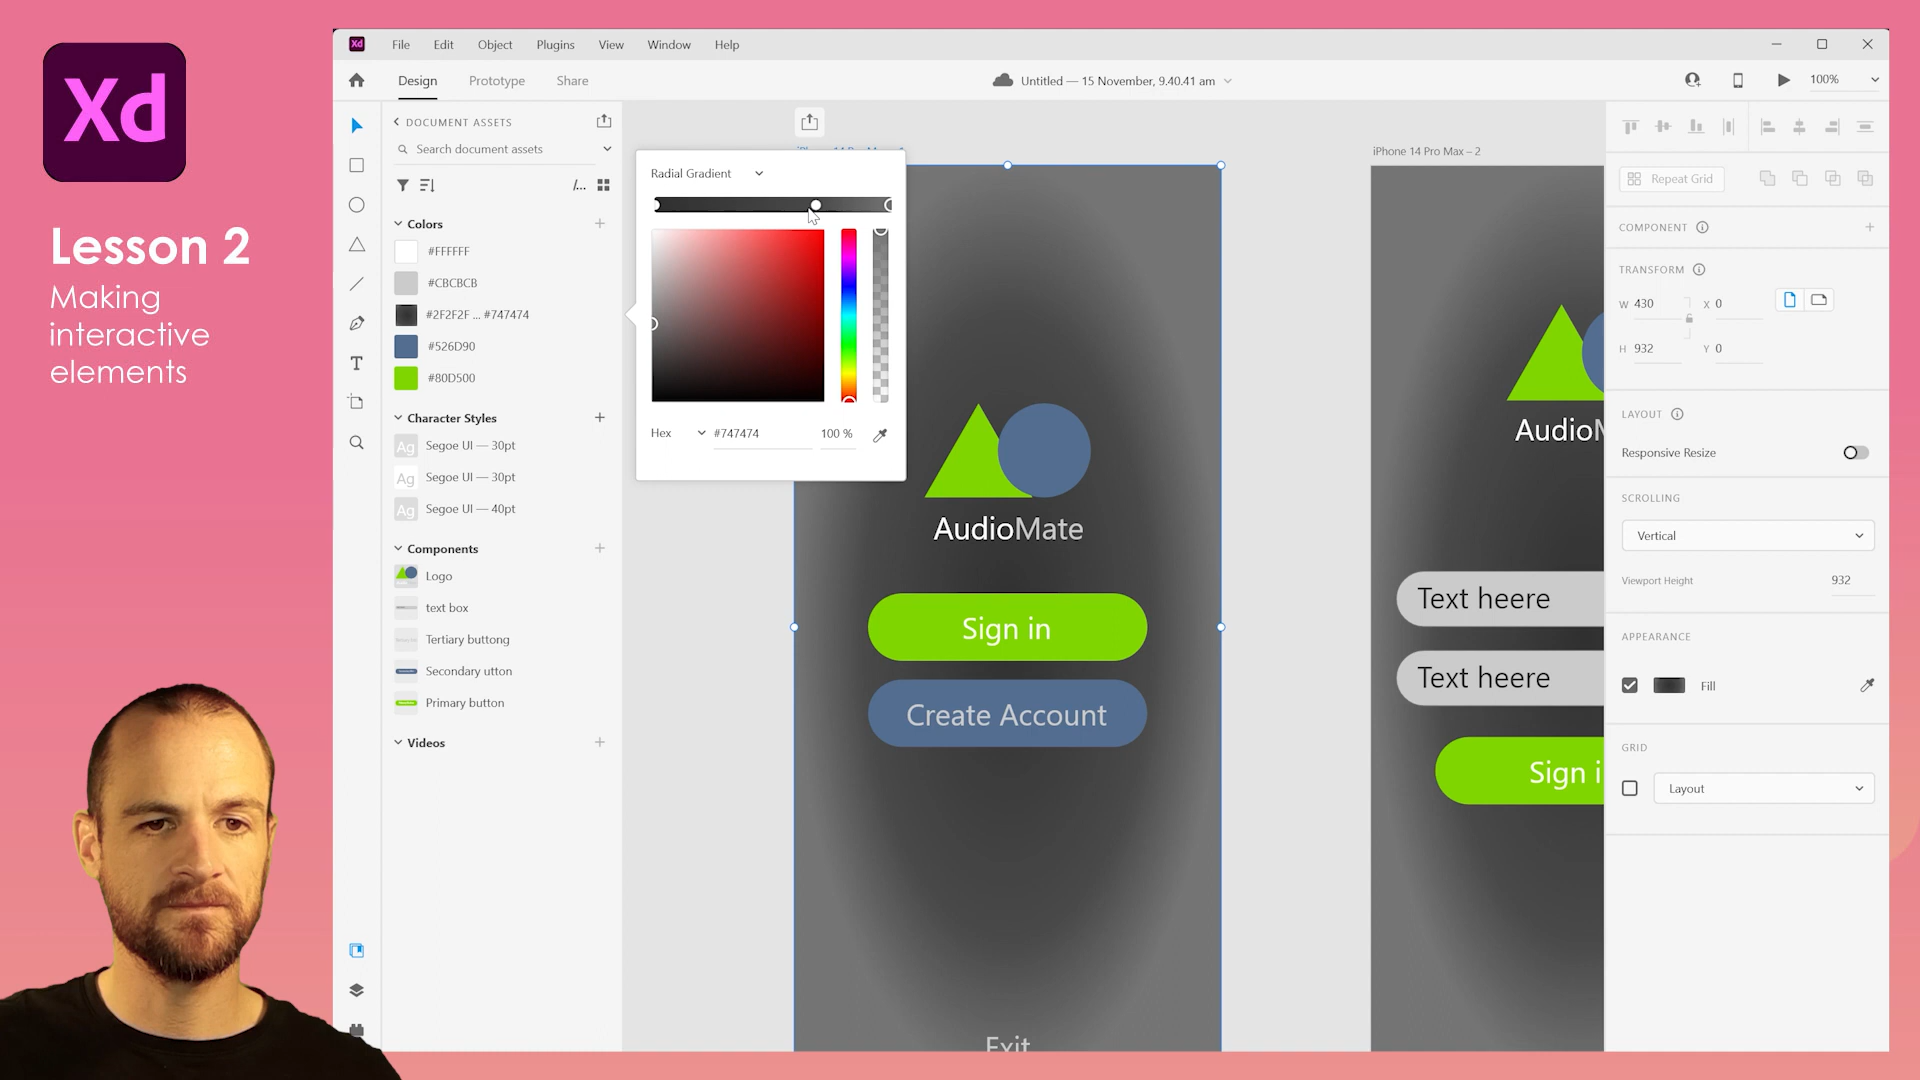 Xd
Lesson 2
Making
interactive
elements
Xd File Edit Object Plugins View Window Help
Design Prototype Share
Untitled — 15 November, 9.40.41 am
100%
DOCUMENT ASSETS
Search document assets
/...
Colors
#FFFFFF
#CBCBCB
#2F2F2F ... #747474
#526D90
#80D500
Character Styles
Ag Segoe UI — 30pt
Ag Segoe UI — 30pt
Ag Segoe UI — 40pt
Components
Logo
text box
Tertiary buttong
Secondary utton
Primary button
Videos
Radial Gradient
Hex #747474 100 %
AudioMate
Sign in
Create Account
Exit
iPhone 14 Pro Max – 2
AudioM
Text heere
Text heere
Sign i
Repeat Grid
COMPONENT
TRANSFORM
W 430 X 0
H 932 Y 0
LAYOUT
Responsive Resize
SCROLLING
Vertical
Viewport Height 932
APPEARANCE
Fill
GRID
Layout